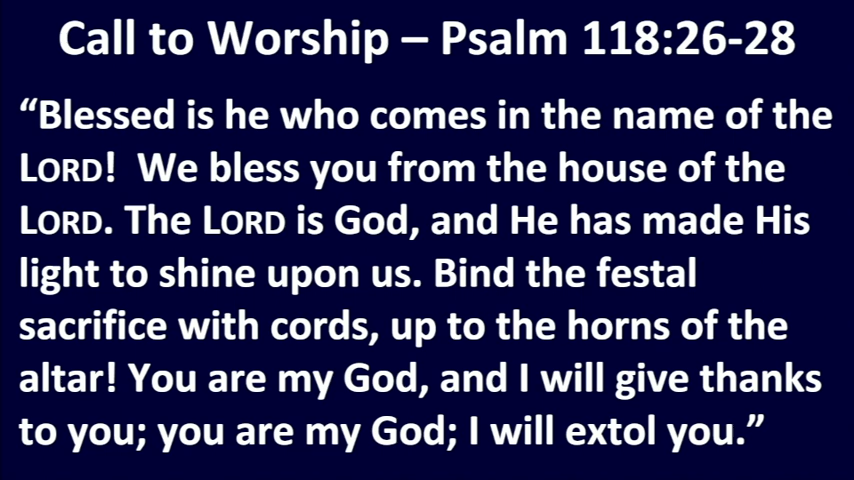 Call to Worship – Psalm 118:26-28
“Blessed is he who comes in the name of the
LORD!  We bless you from the house of the
LORD. The LORD is God, and He has made His
light to shine upon us. Bind the festal
sacrifice with cords, up to the horns of the
altar! You are my God, and I will give thanks
to you; you are my God; I will extol you.”